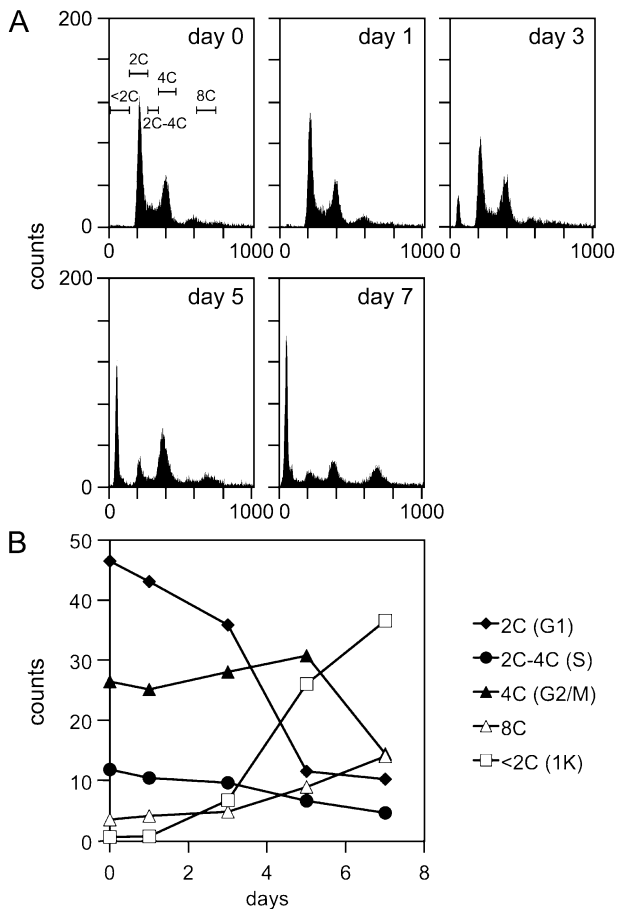 A
day 0
day 1
day 3
2C
4C
<2C
8C
2C-4C
200
0
counts
0 1000
0 1000
0 1000
day 5
day 7
200
0
0 1000
0 1000
B
50
40
30
20
10
0
counts
0 2 4 6 8
days
2C (G1)
2C-4C (S)
4C (G2/M)
8C
<2C (1K)